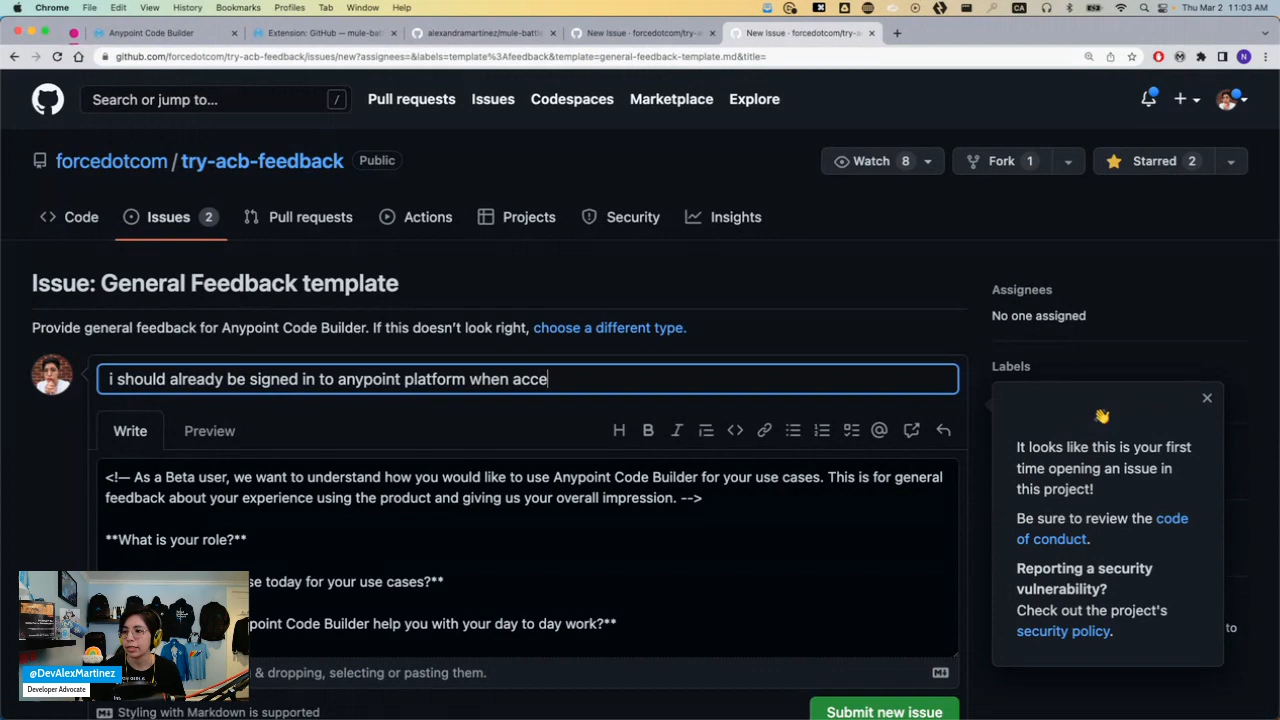 Chrome File Edit View History Bookmarks Profiles Tab Window Help CA Thu Mar 2 11:03 AM
Anypoint Code Builder
Extension: GitHub — mule-batt
alexandramartinez/mule-battl
New Issue · forcedotcom/try-a
New Issue · forcedotcom/try-a
github.com/forcedotcom/try-acb-feedback/issues/new?assignees=&labels=template%3Afeedback&template=general-feedback-template.md&title=
N
Search or jump to... / Pull requests Issues Codespaces Marketplace Explore
forcedotcom / try-acb-feedback Public
Watch 8 Fork 1 Starred 2
Code Issues 2 Pull requests Actions Projects Security Insights
Issue: General Feedback template
Provide general feedback for Anypoint Code Builder. If this doesn't look right, choose a different type.
i should already be signed in to anypoint platform when acce
Write Preview
<!-- As a Beta user, we want to understand how you would like to use Anypoint Code Builder for your use cases. This is for general
feedback about your experience using the product and giving us your overall impression. -->
**What is your role?**
se today for your use cases?**
point Code Builder help you with your day to day work?**
& dropping, selecting or pasting them.
Styling with Markdown is supported
Submit new issue
Assignees
No one assigned
Labels
It looks like this is your first
time opening an issue in
this project!
Be sure to review the code
of conduct.
Reporting a security
vulnerability?
Check out the project's
security policy.
to
@DevAlexMartinez
Developer Advocate